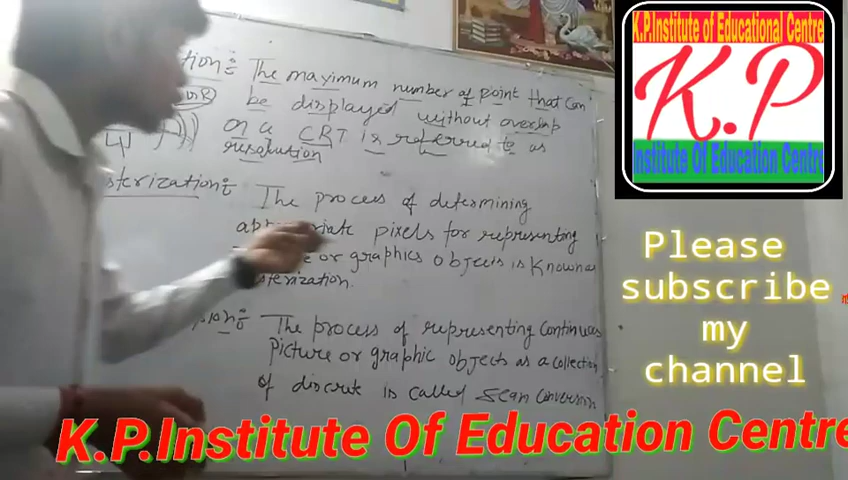 tion:- The maximum number of point that can
be displayed without overlap
on a CRT is referred to as
resolution
sterization:- The process of determining
pixels for representing
or graphics objects is known as
sterization.
sion:- The process of representing continuous
picture or graphic objects as a collection
of discrete is called scan conversion
K.P.Institute of Educational Centre
K.P
Institute Of Education Centre
Please
subscribe
my
channel
K.P.Institute Of Education Centre